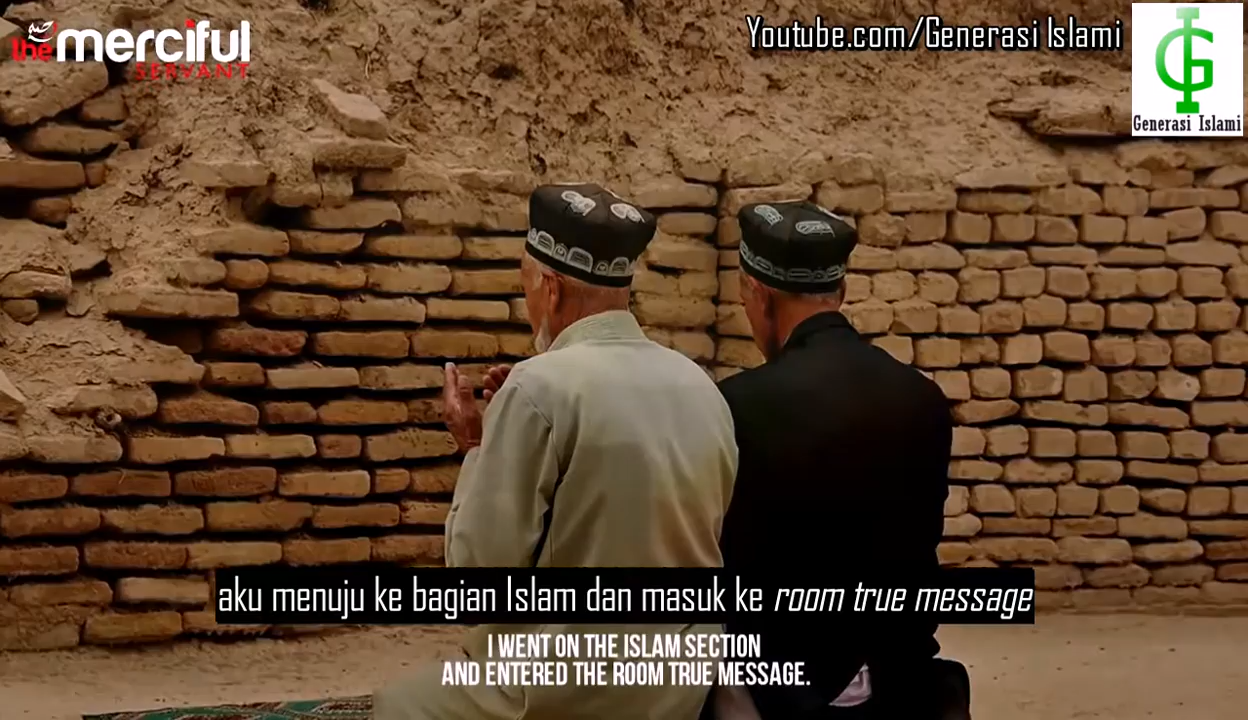 the merciful
SERVANT
Youtube.com/Generasi Islami
GI
Generasi Islami
aku menuju ke bagian Islam dan masuk ke room true message
I WENT ON THE ISLAM SECTION
AND ENTERED THE ROOM TRUE MESSAGE.